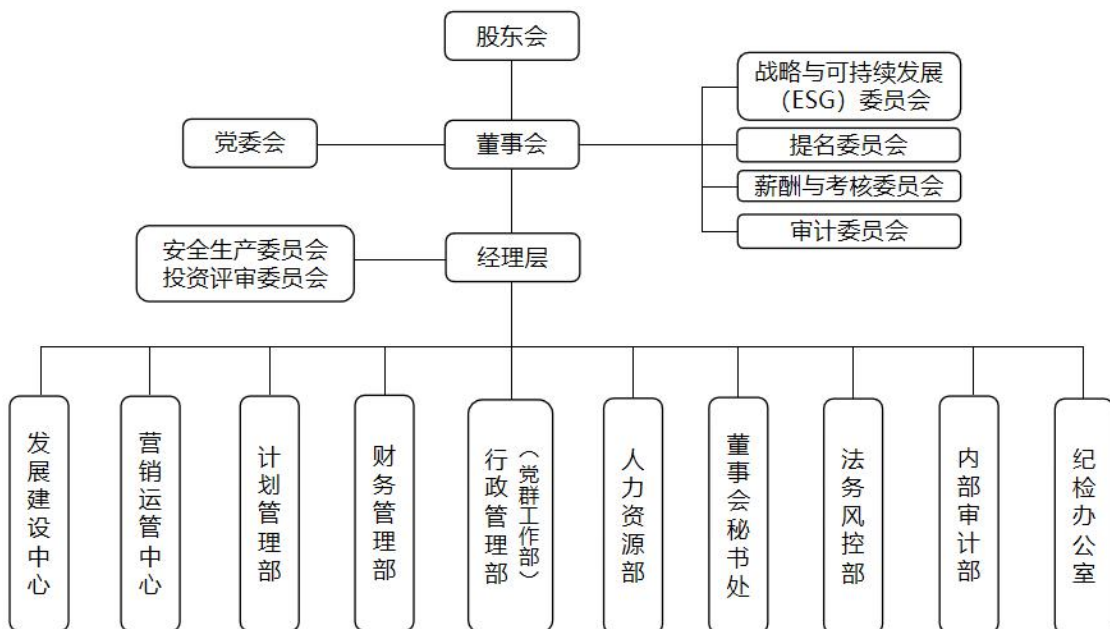 股东会
战略与可持续发展
（ESG）委员会
党委会
董事会
提名委员会
薪酬与考核委员会
审计委员会
安全生产委员会
投资评审委员会
经理层
发展建设中心
营销运管中心
计划管理部
财务管理部
行政管理部
（党群工作部）
人力资源部
董事会秘书处
法务风控部
内部审计部
纪检办公室